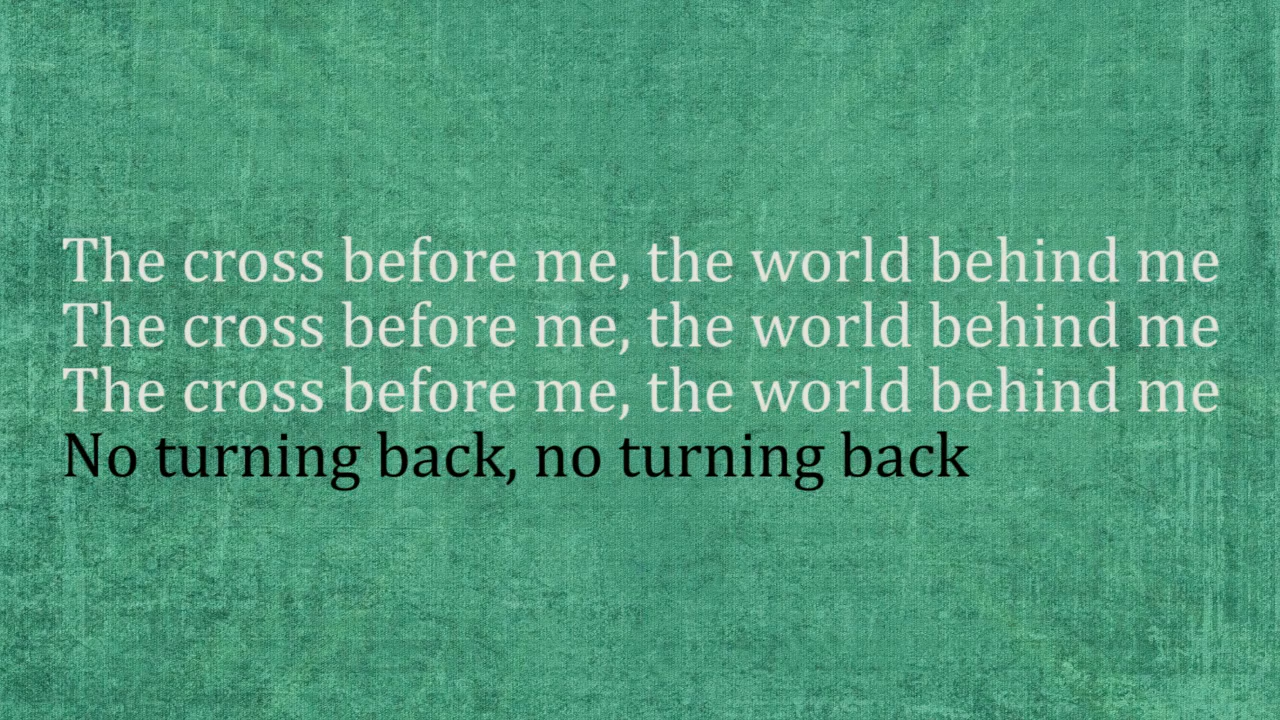 The cross before me, the world behind me
The cross before me, the world behind me
The cross before me, the world behind me
No turning back, no turning back